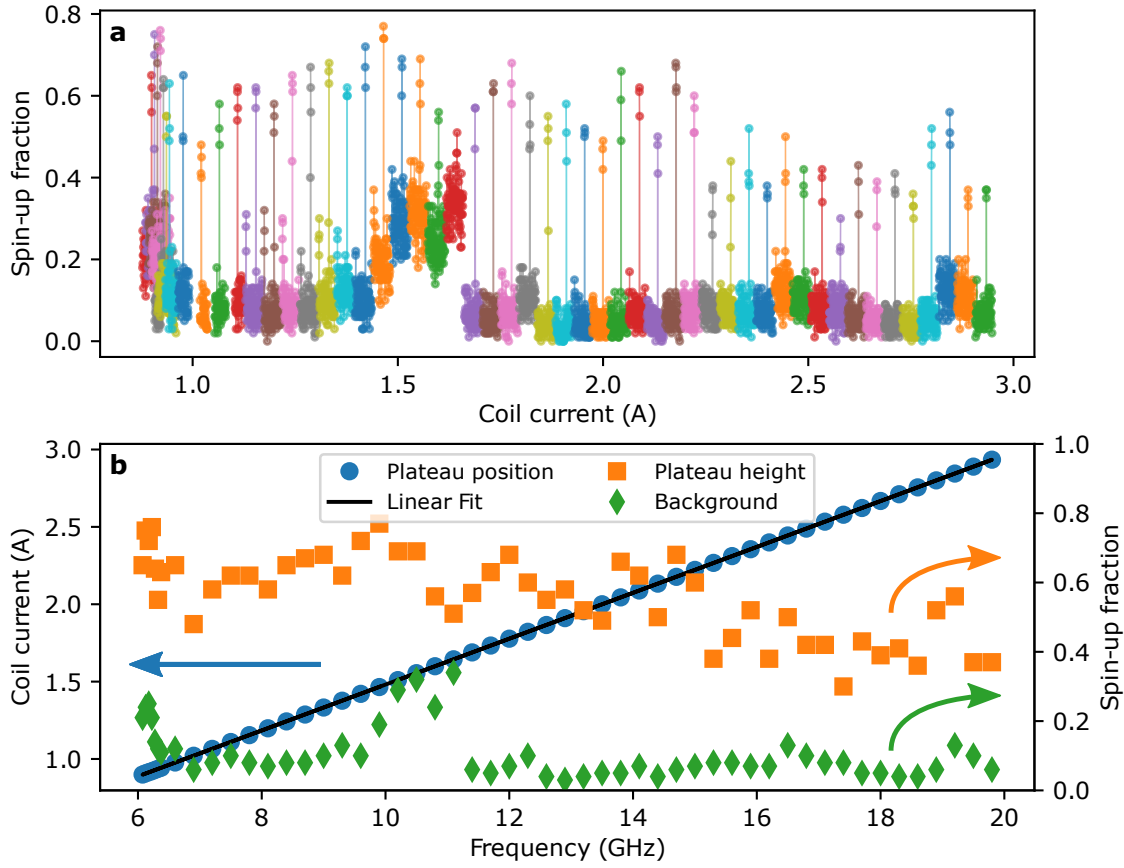 a
Spin-up fraction
0.8
0.6
0.4
0.2
0.0
1.0 1.5 2.0 2.5 3.0
Coil current (A)
b
Plateau position Plateau height
Linear Fit Background
Coil current (A)
3.0
2.5
2.0
1.5
1.0
Spin-up fraction
1.0
0.8
0.6
0.4
0.2
0.0
6 8 10 12 14 16 18 20
Frequency (GHz)